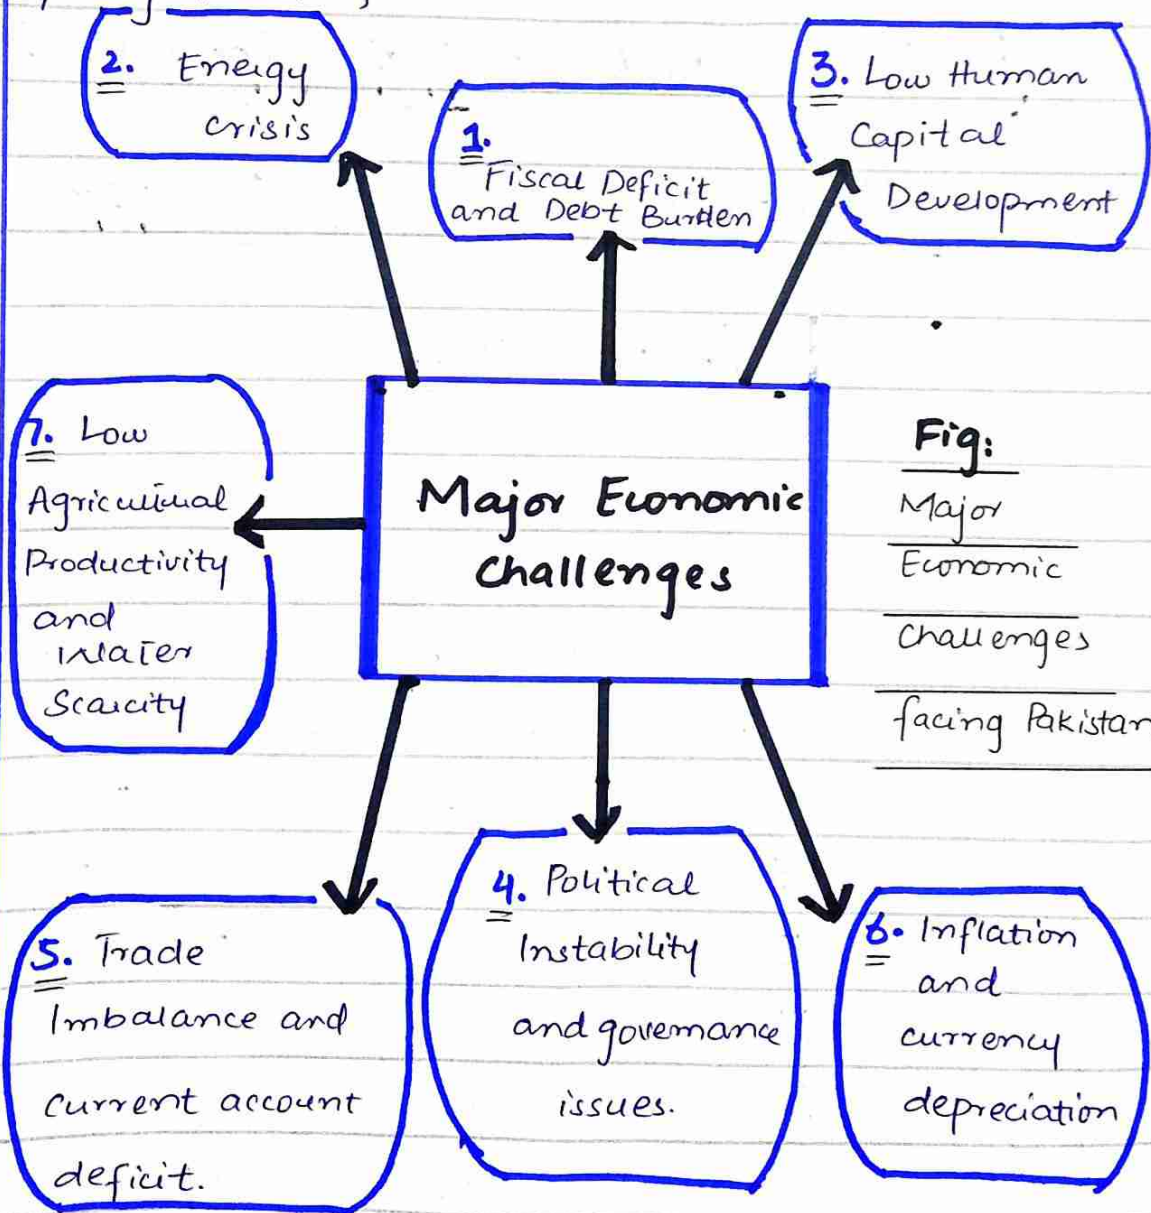 2. Energy
crisis
1.
Fiscal Deficit
and Debt Burden
3. Low Human
Capital
Development
7. Low
Agricultural
Productivity
and
Water
Scarcity
Major Economic
Challenges
Fig:
Major
Economic
Challenges
facing Pakistan
5. Trade
Imbalance and
current account
deficit.
4. Political
Instability
and governance
issues.
6. Inflation
and
currency
depreciation